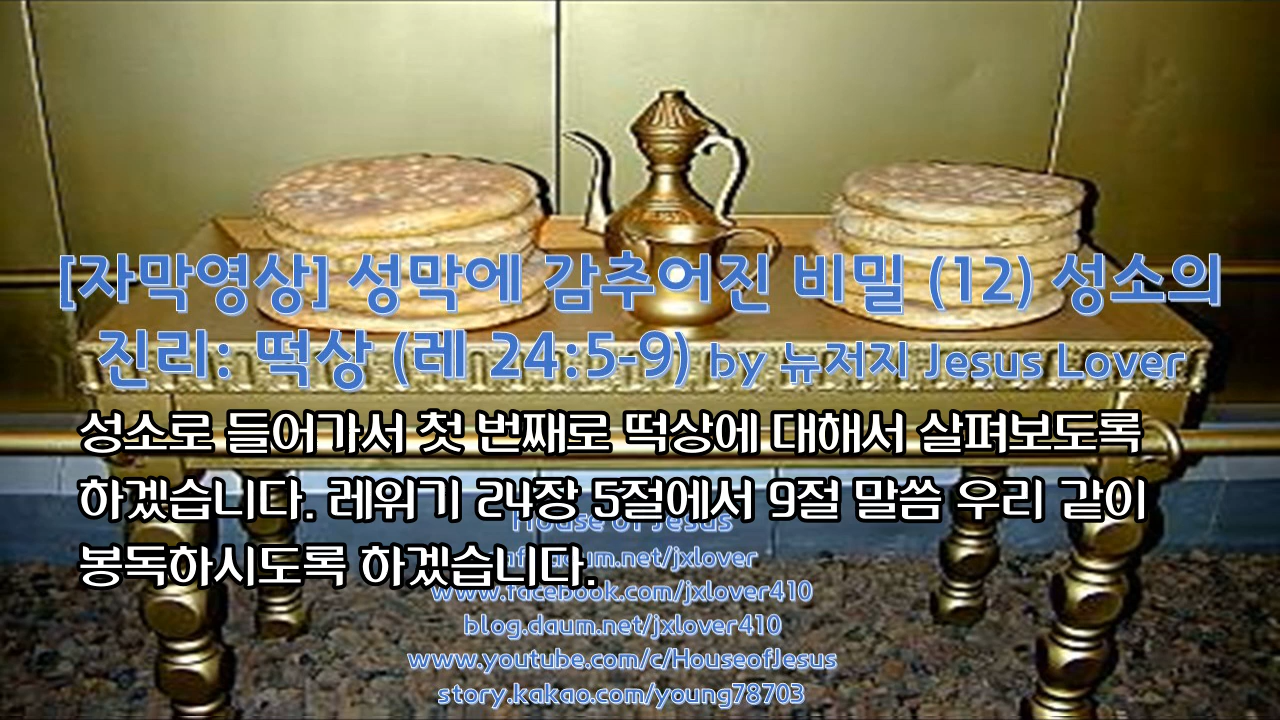 [자막영상] 성막에 감추어진 비밀 (12) 성소의
진리: 떡상 (레 24:5-9) by 뉴저지 Jesus Lover
성소로 들어가서 첫 번째로 떡상에 대해서 살펴보도록
하겠습니다. 레위기 24장 5절에서 9절 말씀 우리 같이
봉독하시도록 하겠습니다.
House of Jesus
www.facebook.com/jxlover410
blog.daum.net/jxlover410
www.youtube.com/c/HouseofJesus
story.kakao.com/young78703